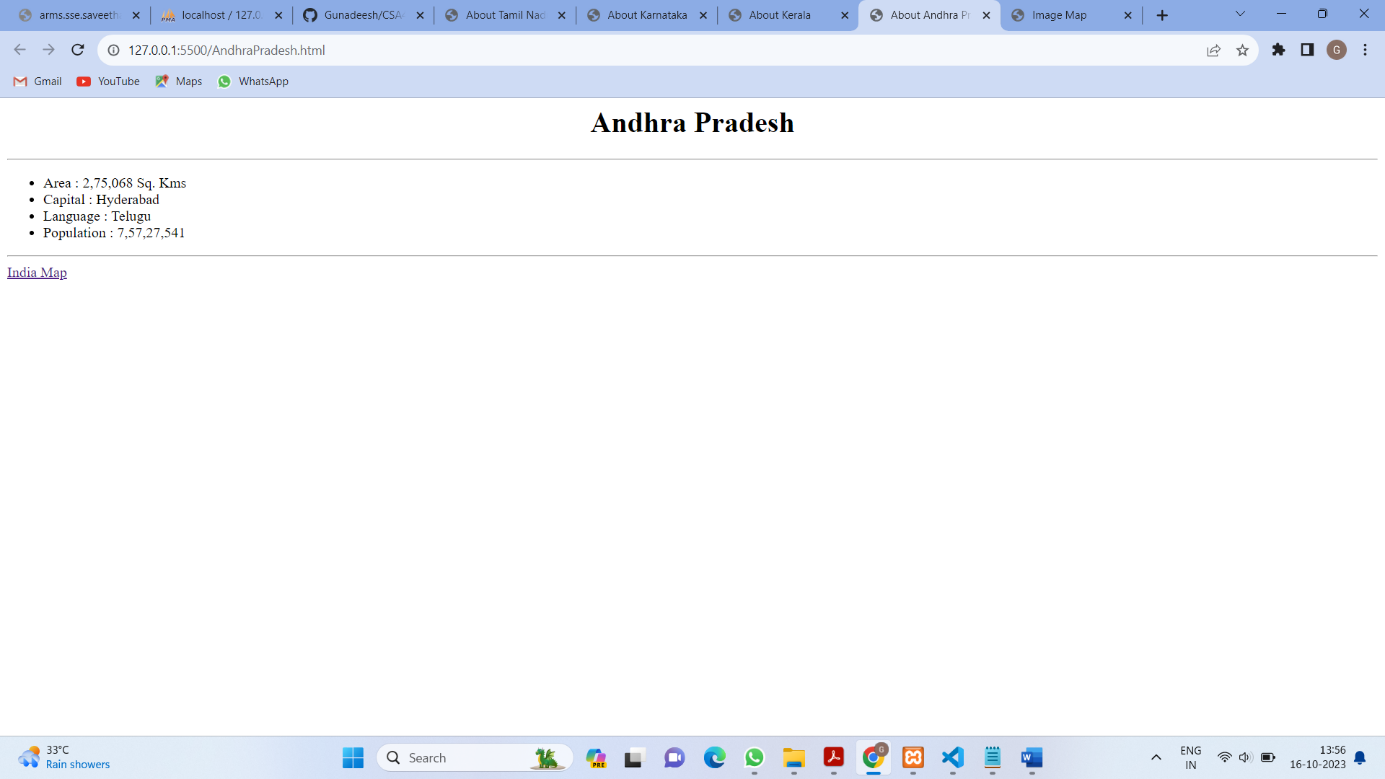 arms.sse.saveeth
localhost / 127.0.
Gunadeesh/CSA
About Tamil Nad
About Karnataka
About Kerala
About Andhra Pr
Image Map
127.0.0.1:5500/AndhraPradesh.html
G
Gmail
YouTube
Maps
WhatsApp
Andhra Pradesh
Area : 2,75,068 Sq. Kms
Capital : Hyderabad
Language : Telugu
Population : 7,57,27,541
India Map
33°C
Rain showers
Search
PRE
G
W
ENG
IN
13:56
16-10-2023